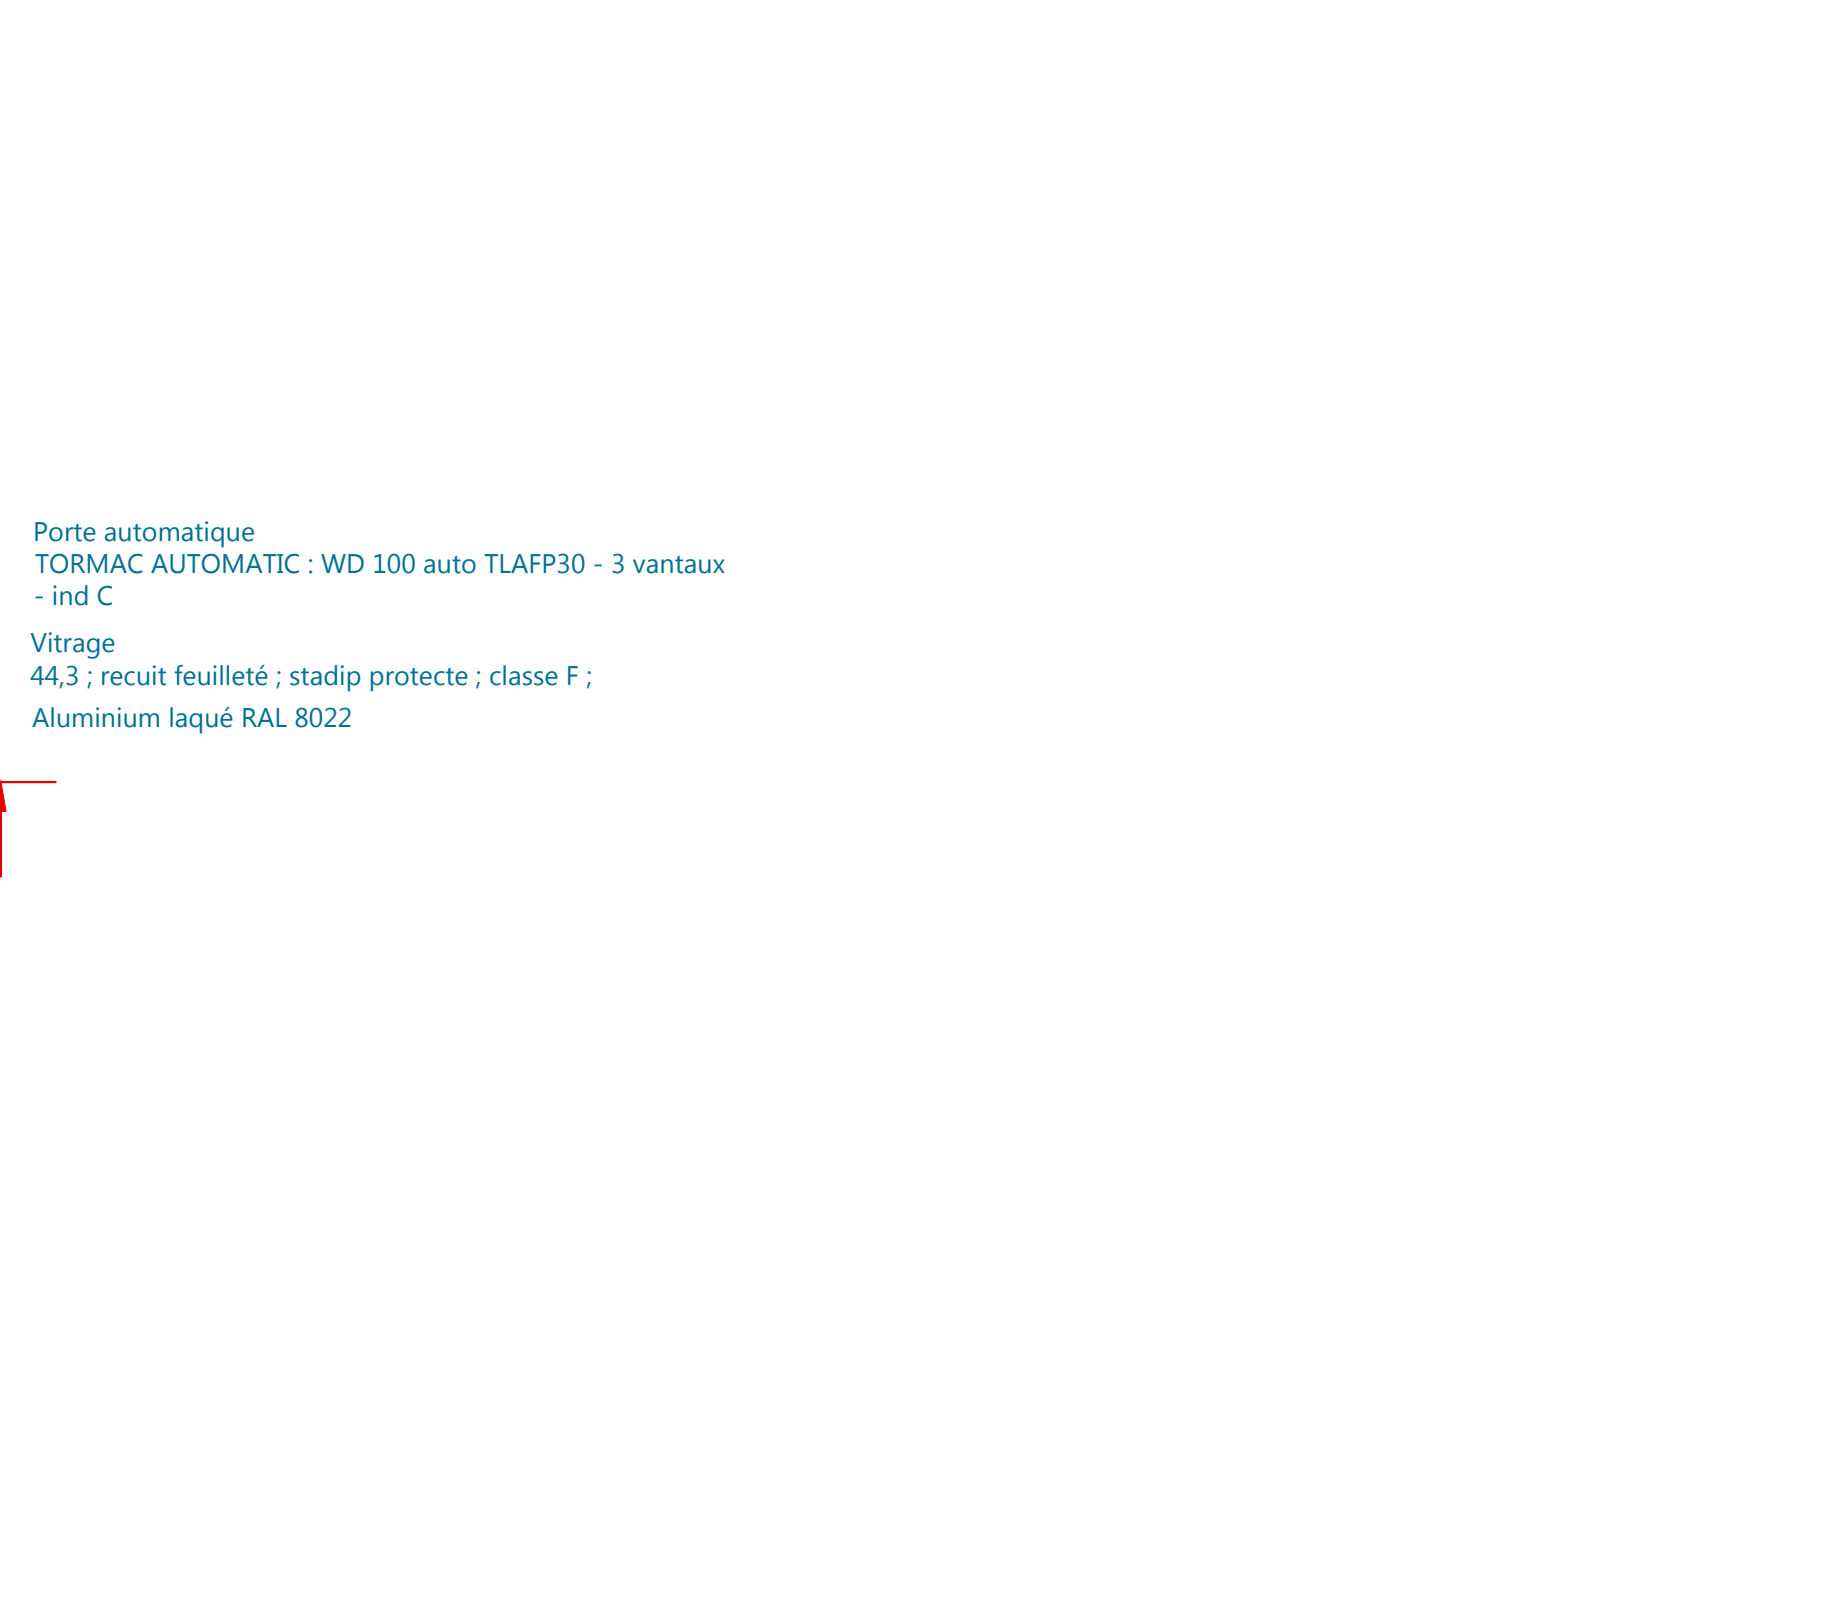 Porte automatique
TORMAC AUTOMATIC : WD 100 auto TLAFP30 - 3 vantaux
- ind C
Vitrage
44,3 ; recuit feuilleté ; stadip protecte ; classe F ;
Aluminium laqué RAL 8022